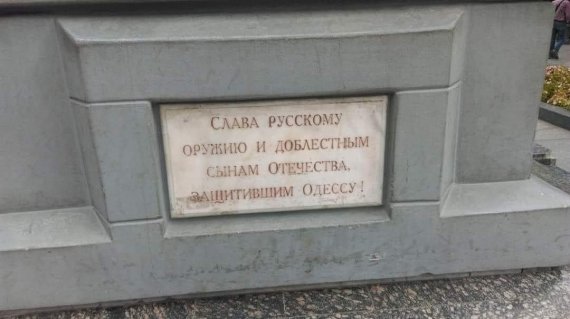 Слава русскому
оружию и доблестным
сынам Отечества,
защитившим Одессу!